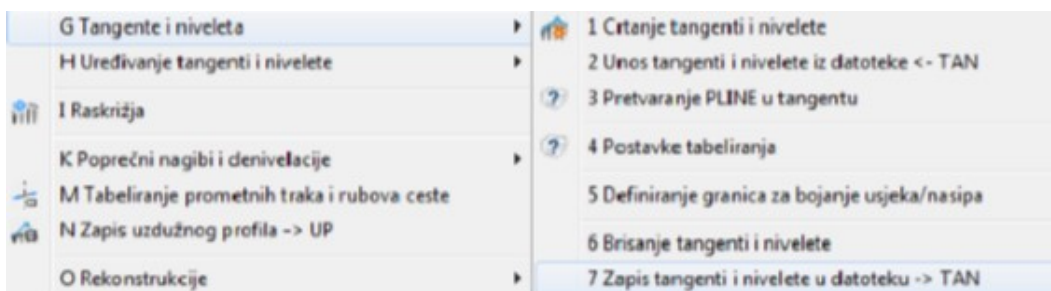 G Tangente i niveleta
H Uređivanje tangenti i nivelete
I Raskrižja
K Poprečni nagibi i denivelacije
M Tabeliranje prometnih traka i rubova ceste
N Zapis uzdužnog profila -> UP
O Rekonstrukcije
1 Crtanje tangenti i nivelete
2 Unos tangenti i nivelete iz datoteke <- TAN
3 Pretvaranje PLINE u tangentu
4 Postavke tabeliranja
5 Definiranje granica za bojanje usjeka/nasipa
6 Brisanje tangenti i nivelete
7 Zapis tangenti i nivelete u datoteku -> TAN